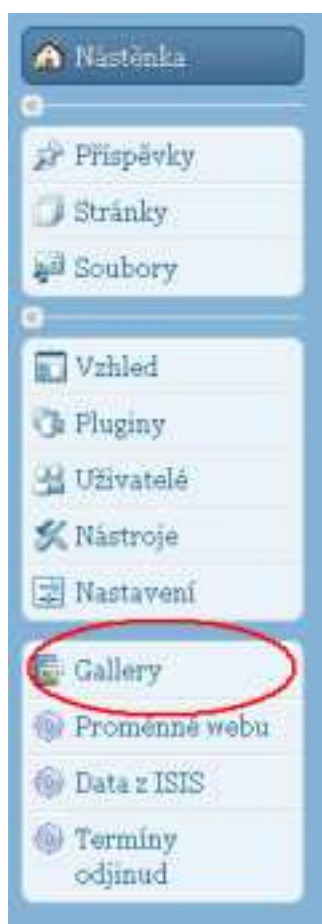 Nástěnka
Příspěvky
Stránky
Soubory
Vzhled
Pluginy
Uživatelé
Nástroje
Nastavení
Gallery
Proměnné webu
Data z ISIS
Termíny
odjinud